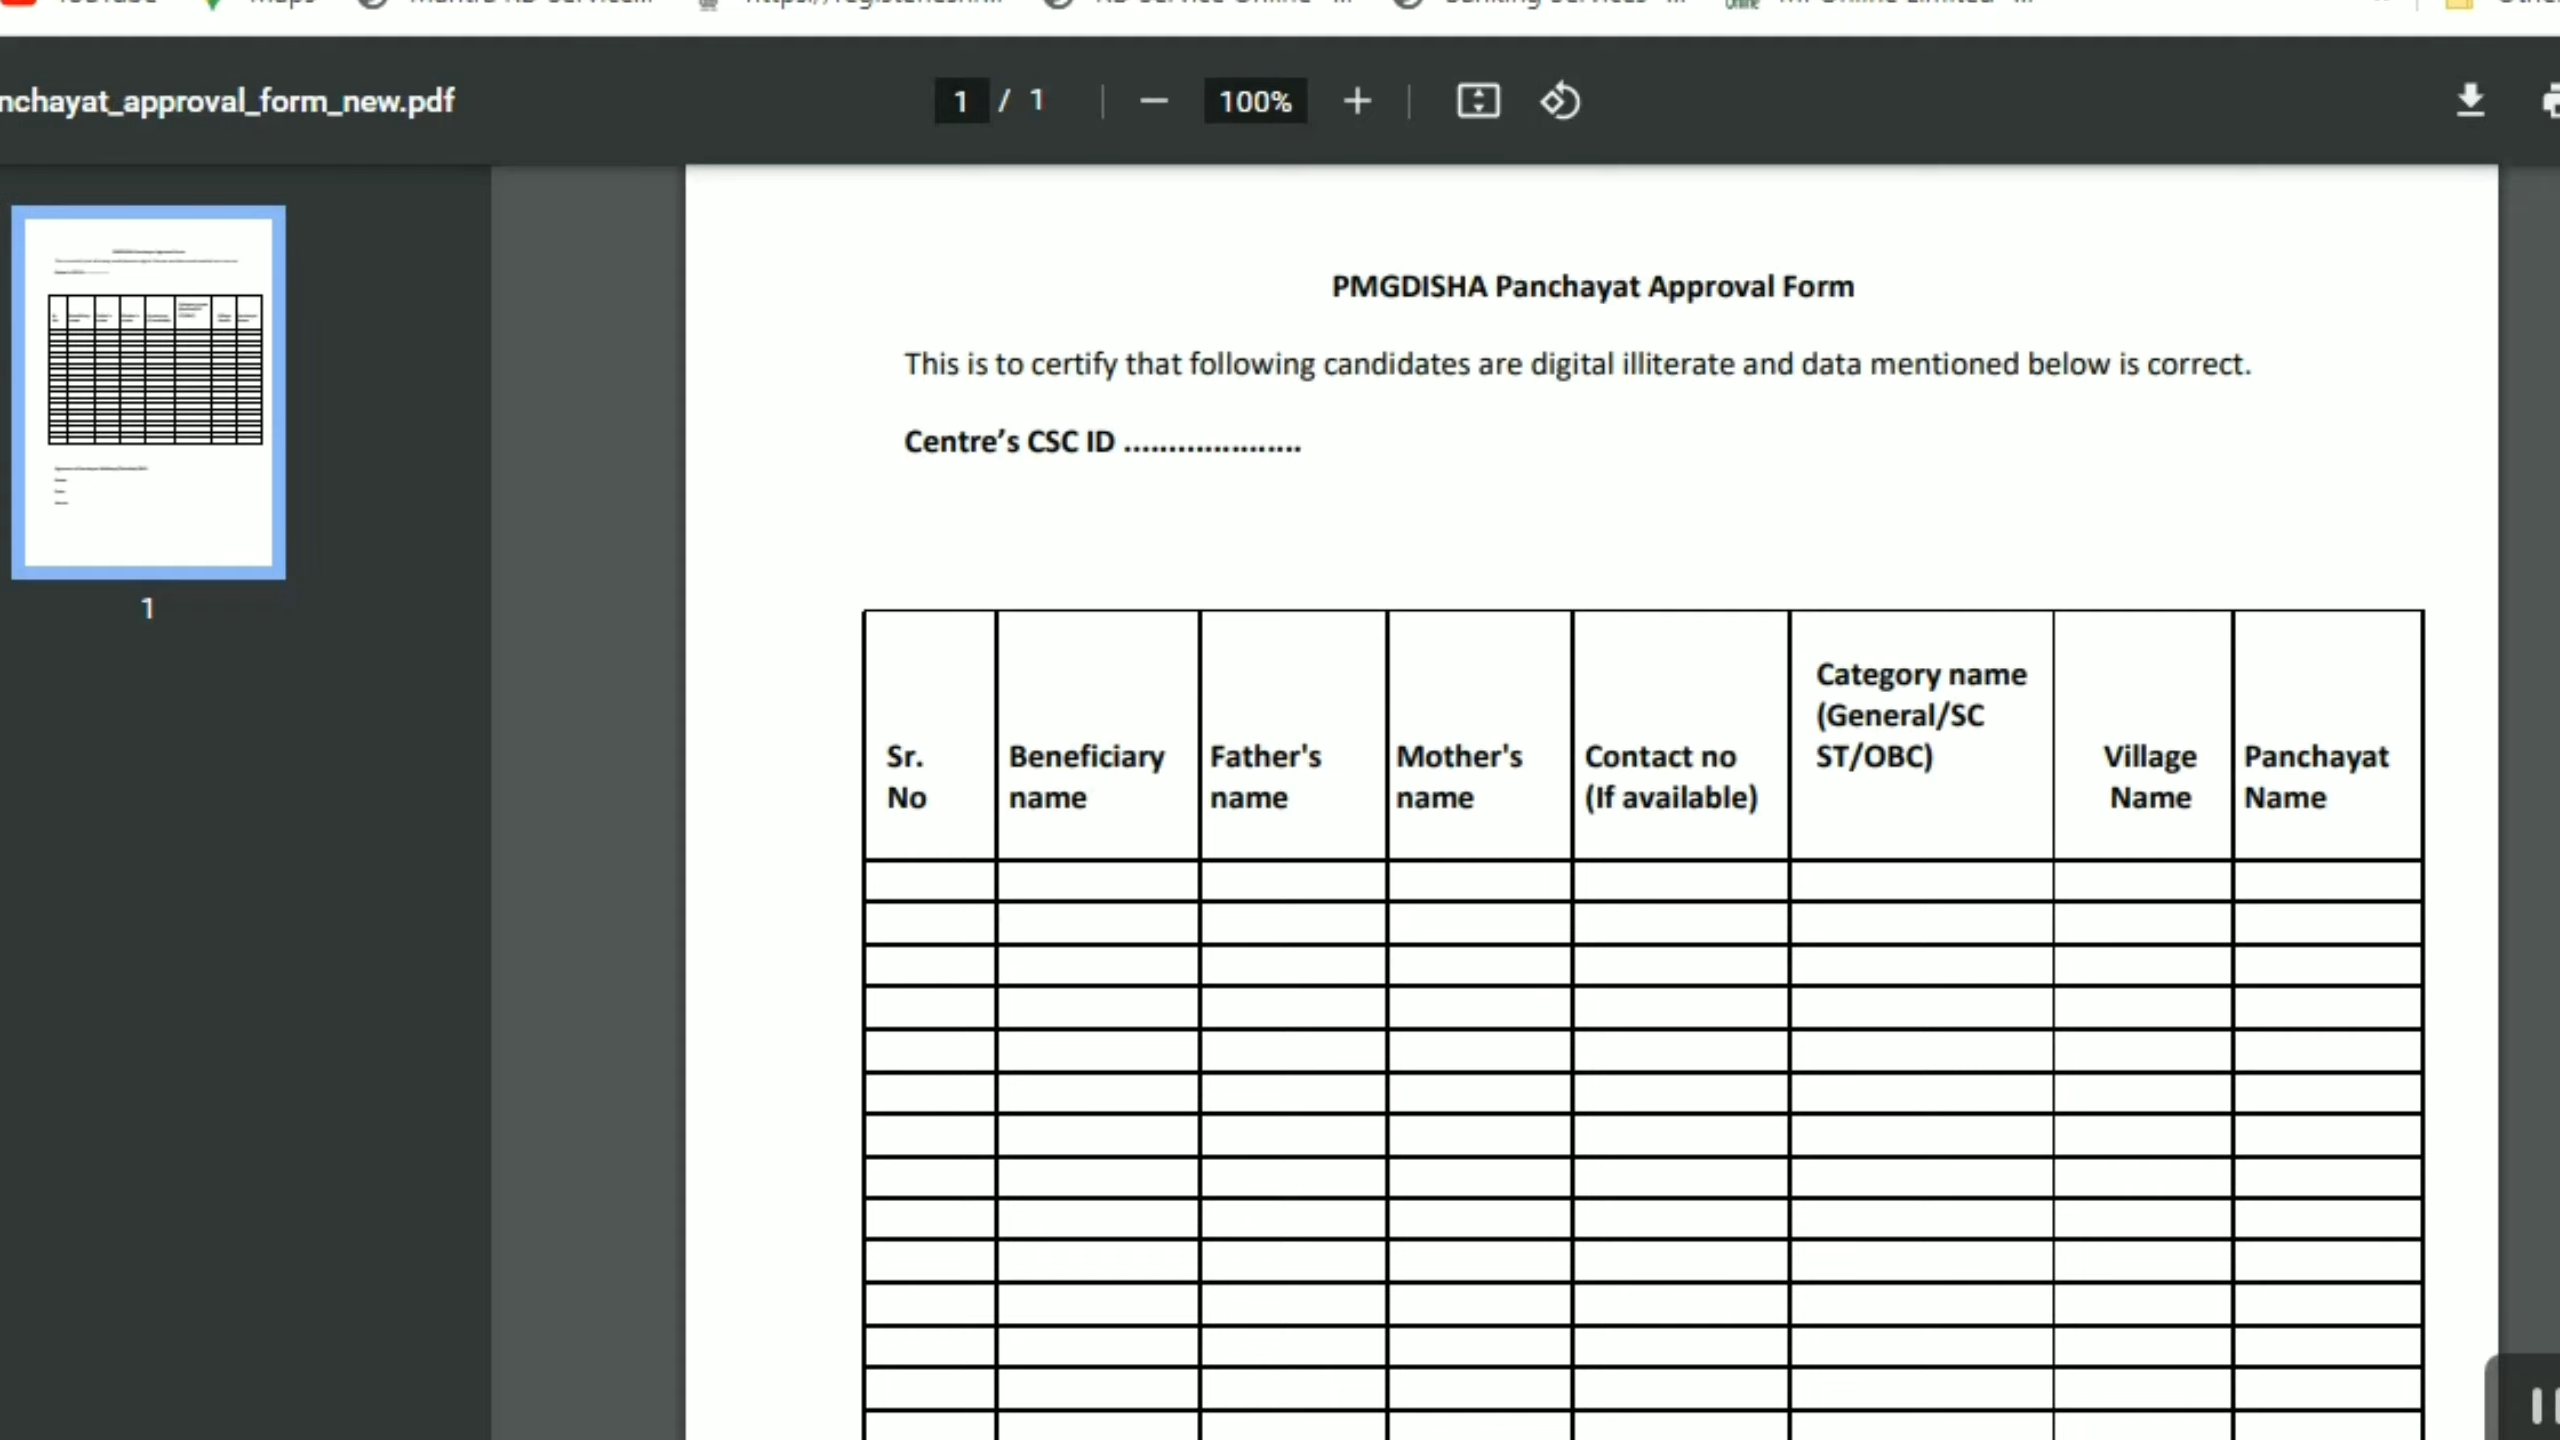 nchayat_approval_form_new.pdf
1 / 1
100%
1
PMGDISHA Panchayat Approval Form
This is to certify that following candidates are digital illiterate and data mentioned below is correct.
Centre’s CSC ID ....................
Sr.
No
Beneficiary
name
Father's
name
Mother's
name
Contact no
(If available)
Category name
(General/SC
ST/OBC)
Village
Name
Panchayat
Name